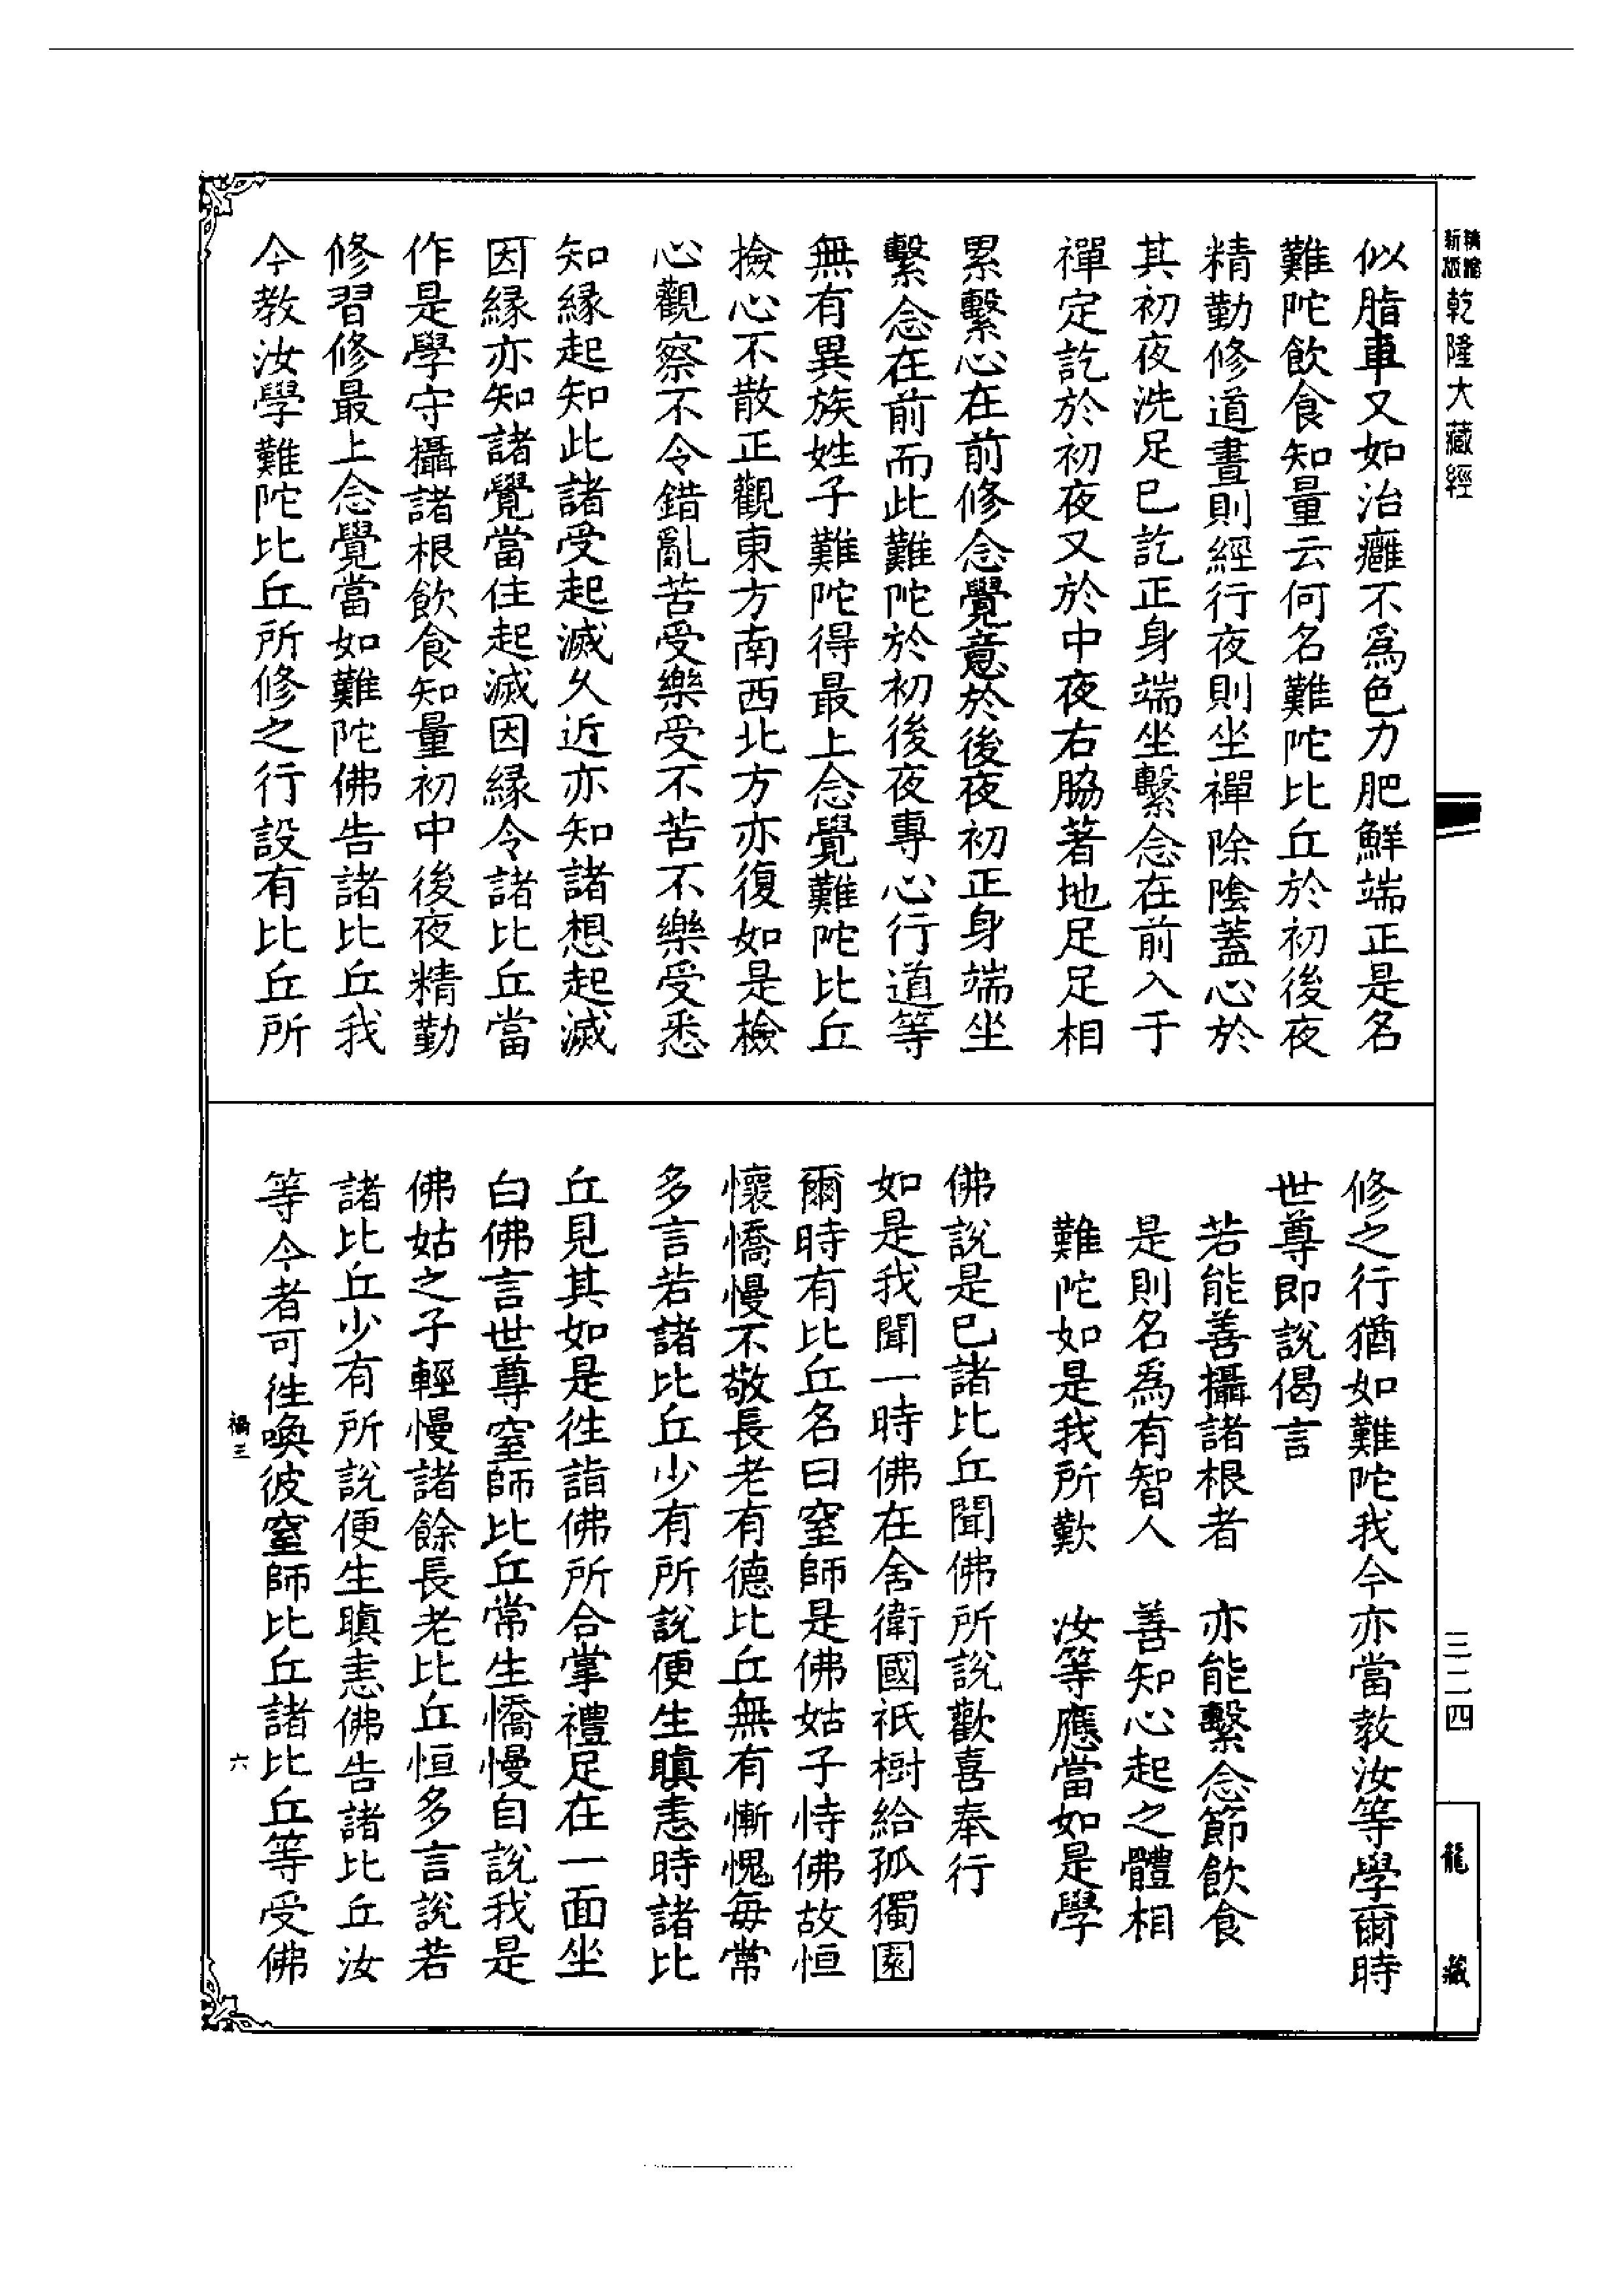 新版精縮乾隆大藏經
似脂車又如治癰不為色力肥鮮端正是名
難陀飲食知量云何名難陀比丘於初後夜
精勤修道晝則經行夜則坐禪除陰蓋心於
其初夜洗足已訖正身端坐繫念在前入于
禪定訖於初夜又於中夜右脇著地足足相
累繫心在前修念覺意於後夜初正身端坐
繫念在前而此難陀於初後夜專心行道等
無有異族姓子難陀得最上念覺難陀比丘
撿心不散正觀東方南西北方亦復如是檢
心觀察不令錯亂苦受樂受不苦不樂受悉
知緣起知此諸受起滅久近亦知諸想起滅
因緣亦知諸覺當住起滅因緣令諸比丘當
作是學守攝諸根飲食知量初中後夜精勤
修習修最上念覺當如難陀佛告諸比丘我
今教汝學難陀比丘所修之行設有比丘所
修之行猶如難陀我今亦當教汝等學爾時
世尊即說偈言
若能善攝諸根者　亦能繫念節飲食
是則名為有智人　善知心起之體相
難陀如是我所歎　汝等應當如是學
佛說是已諸比丘聞佛所說歡喜奉行
如是我聞一時佛在舍衛國祇樹給孤獨園
爾時有比丘名曰窒師是佛姑子恃佛故恒
懷憍慢不敬長老有德比丘無有慚愧每常
多言若諸比丘少有所說便生瞋恚時諸比
丘見其如是往詣佛所合掌禮足在一面坐
白佛言世尊窒師比丘常生憍慢自說我是
佛姑之子輕慢諸餘長老比丘恒多言說若
諸比丘少有所說便生瞋恚佛告諸比丘汝
等今者可往喚彼窒師比丘諸比丘等受佛
三二四
龍藏
福三
六